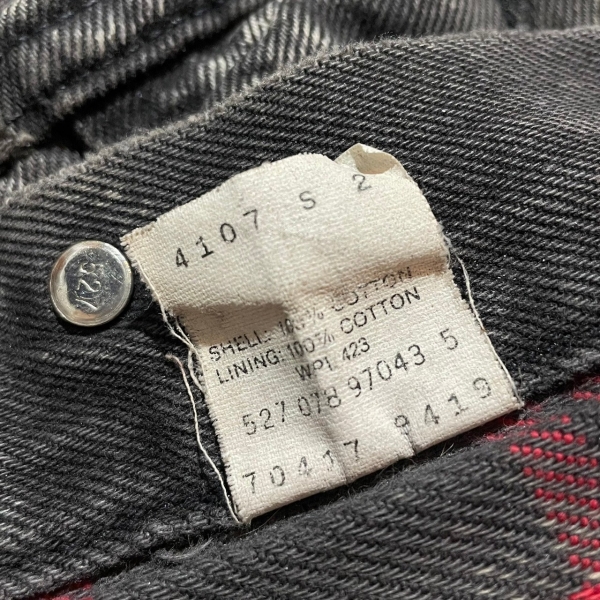 4107 S 2
527
SHELL: 100% COTTON
LINING: 100% COTTON
WPL 423
527 078 97043 5
70417 9419